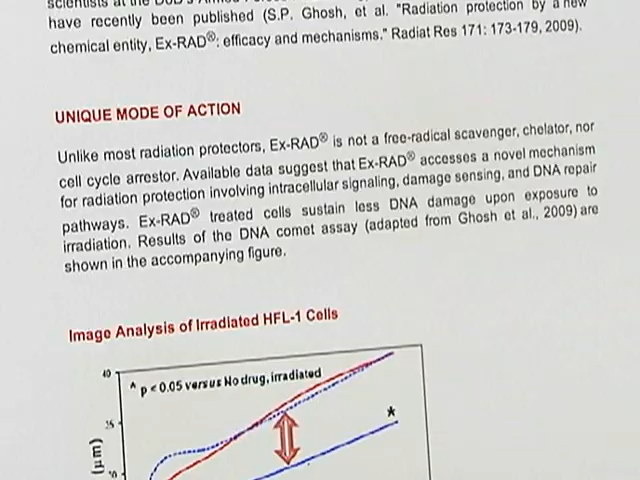 scientists at the DoD's Armed
have recently been published (S.P. Ghosh, et al. "Radiation protection by a new
chemical entity, Ex-RAD®: efficacy and mechanisms." Radiat Res 171: 173-179, 2009).
UNIQUE MODE OF ACTION
Unlike most radiation protectors, Ex-RAD® is not a free-radical scavenger, chelator, nor
cell cycle arrestor. Available data suggest that Ex-RAD® accesses a novel mechanism
for radiation protection involving intracellular signaling, damage sensing, and DNA repair
pathways. Ex-RAD® treated cells sustain less DNA damage upon exposure to
irradiation. Results of the DNA comet assay (adapted from Ghosh et al., 2009) are
shown in the accompanying figure.
Image Analysis of Irradiated HFL-1 Cells
40
* p < 0.05 versus No drug, irradiated
*
(µm)